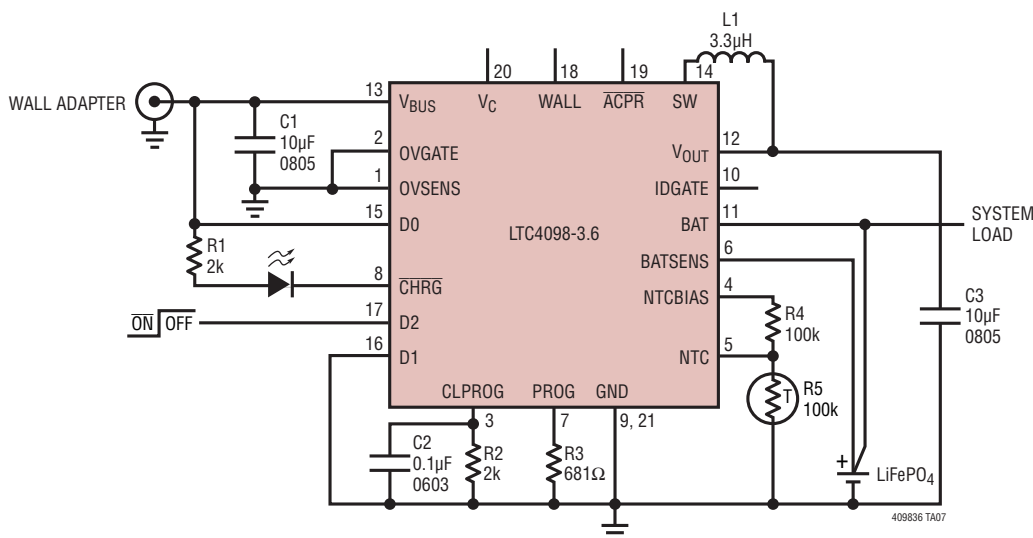 L1
3.3µH
20
18
19
14
13
WALL ADAPTER
VBUS
VC
WALL
ACPR
SW
C1
10µF
0805
2
OVGATE
VOUT
12
1
OVSENS
IDGATE
10
15
D0
LTC4098-3.6
BAT
11
SYSTEM
LOAD
R1
2k
BATSENS
6
8
CHRG
NTCBIAS
4
ON OFF
17
D2
R4
100k
C3
10µF
0805
16
D1
NTC
5
R5
100k
T
CLPROG
PROG
GND
3
7
9, 21
C2
0.1µF
0603
R2
2k
R3
681Ω
+
LiFePO4
409836 TA07